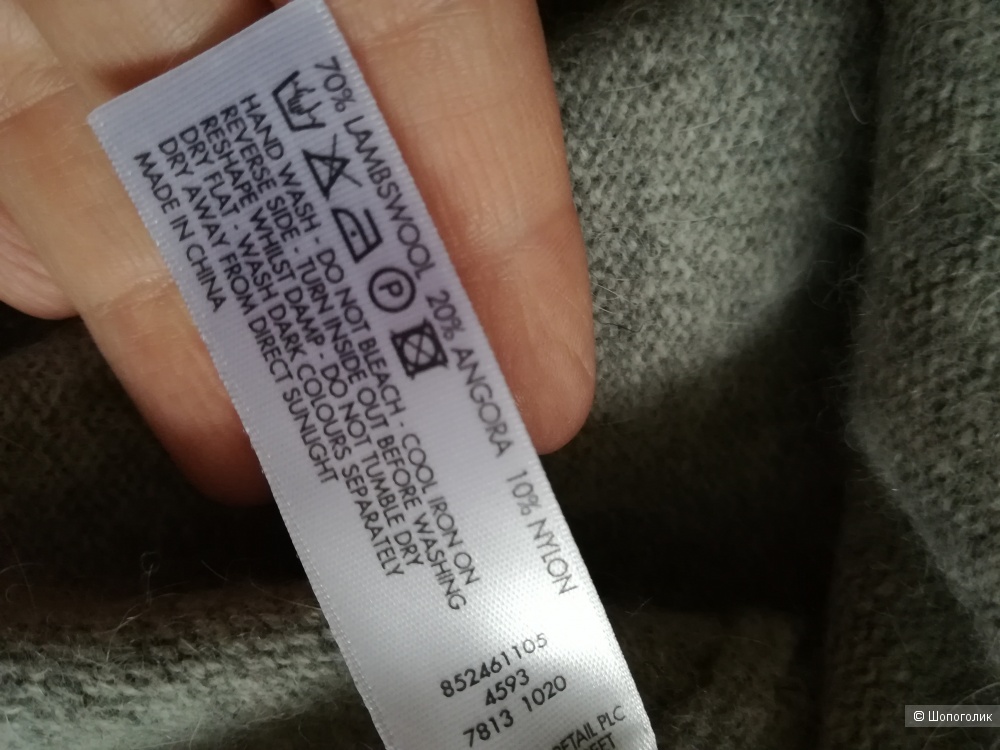 70% LAMBSWOOL 20% ANGORA 10% NYLON
P
HAND WASH - DO NOT BLEACH - COOL IRON ON
REVERSE SIDE - TURN INSIDE OUT BEFORE WASHING
RESHAPE WHILST DAMP - DO NOT TUMBLE DRY
DRY FLAT - WASH DARK COLOURS SEPARATELY
DRY AWAY FROM DIRECT SUNLIGHT
MADE IN CHINA
852461105
4593
7813 1020
PLC
© Шопоголик